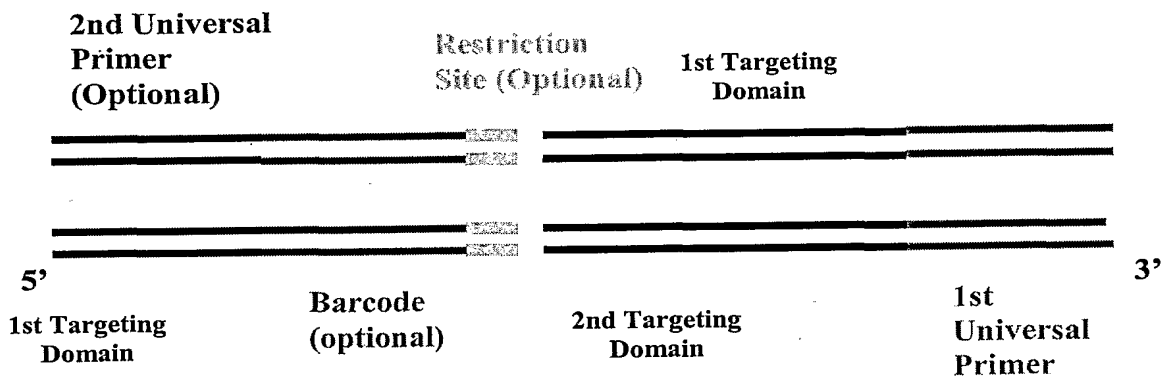 2nd Universal
Primer
(Optional)
Restriction
Site (Optional)
1st Targeting
Domain
5’
3’
1st Targeting
Domain
Barcode
(optional)
2nd Targeting
Domain
1st
Universal
Primer